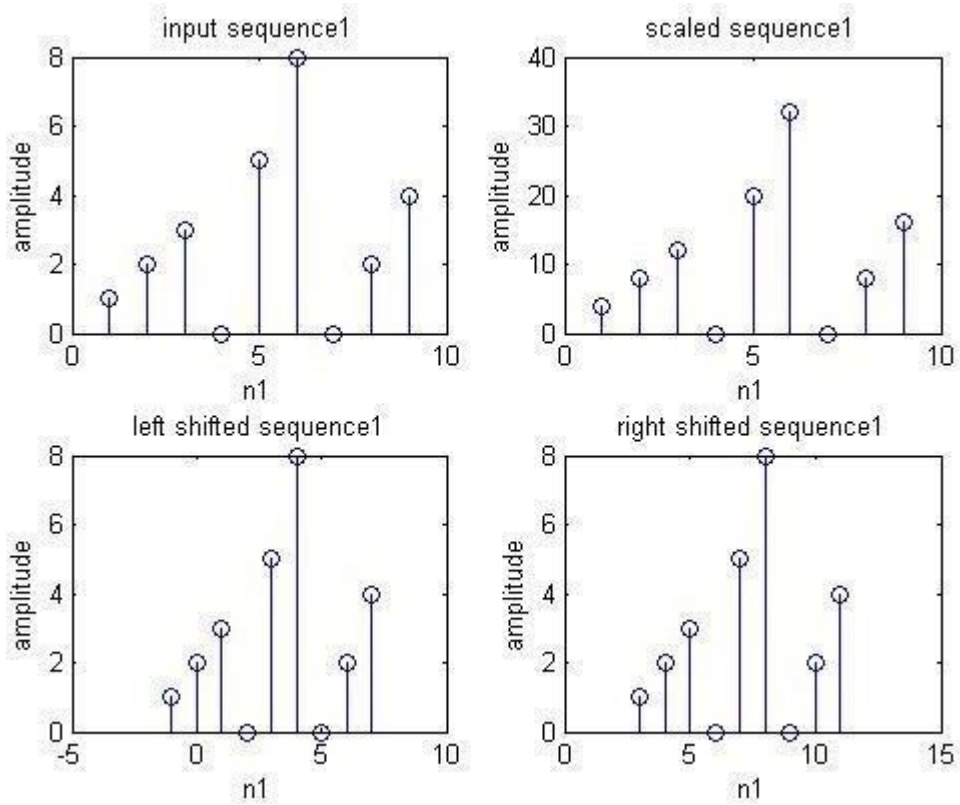 input sequence1
8
6
4
2
0
amplitude
0 5 10
n1
scaled sequence1
40
30
20
10
0
amplitude
0 5 10
n1
left shifted sequence1
8
6
4
2
0
amplitude
-5 0 5 10
n1
right shifted sequence1
8
6
4
2
0
amplitude
0 5 10 15
n1